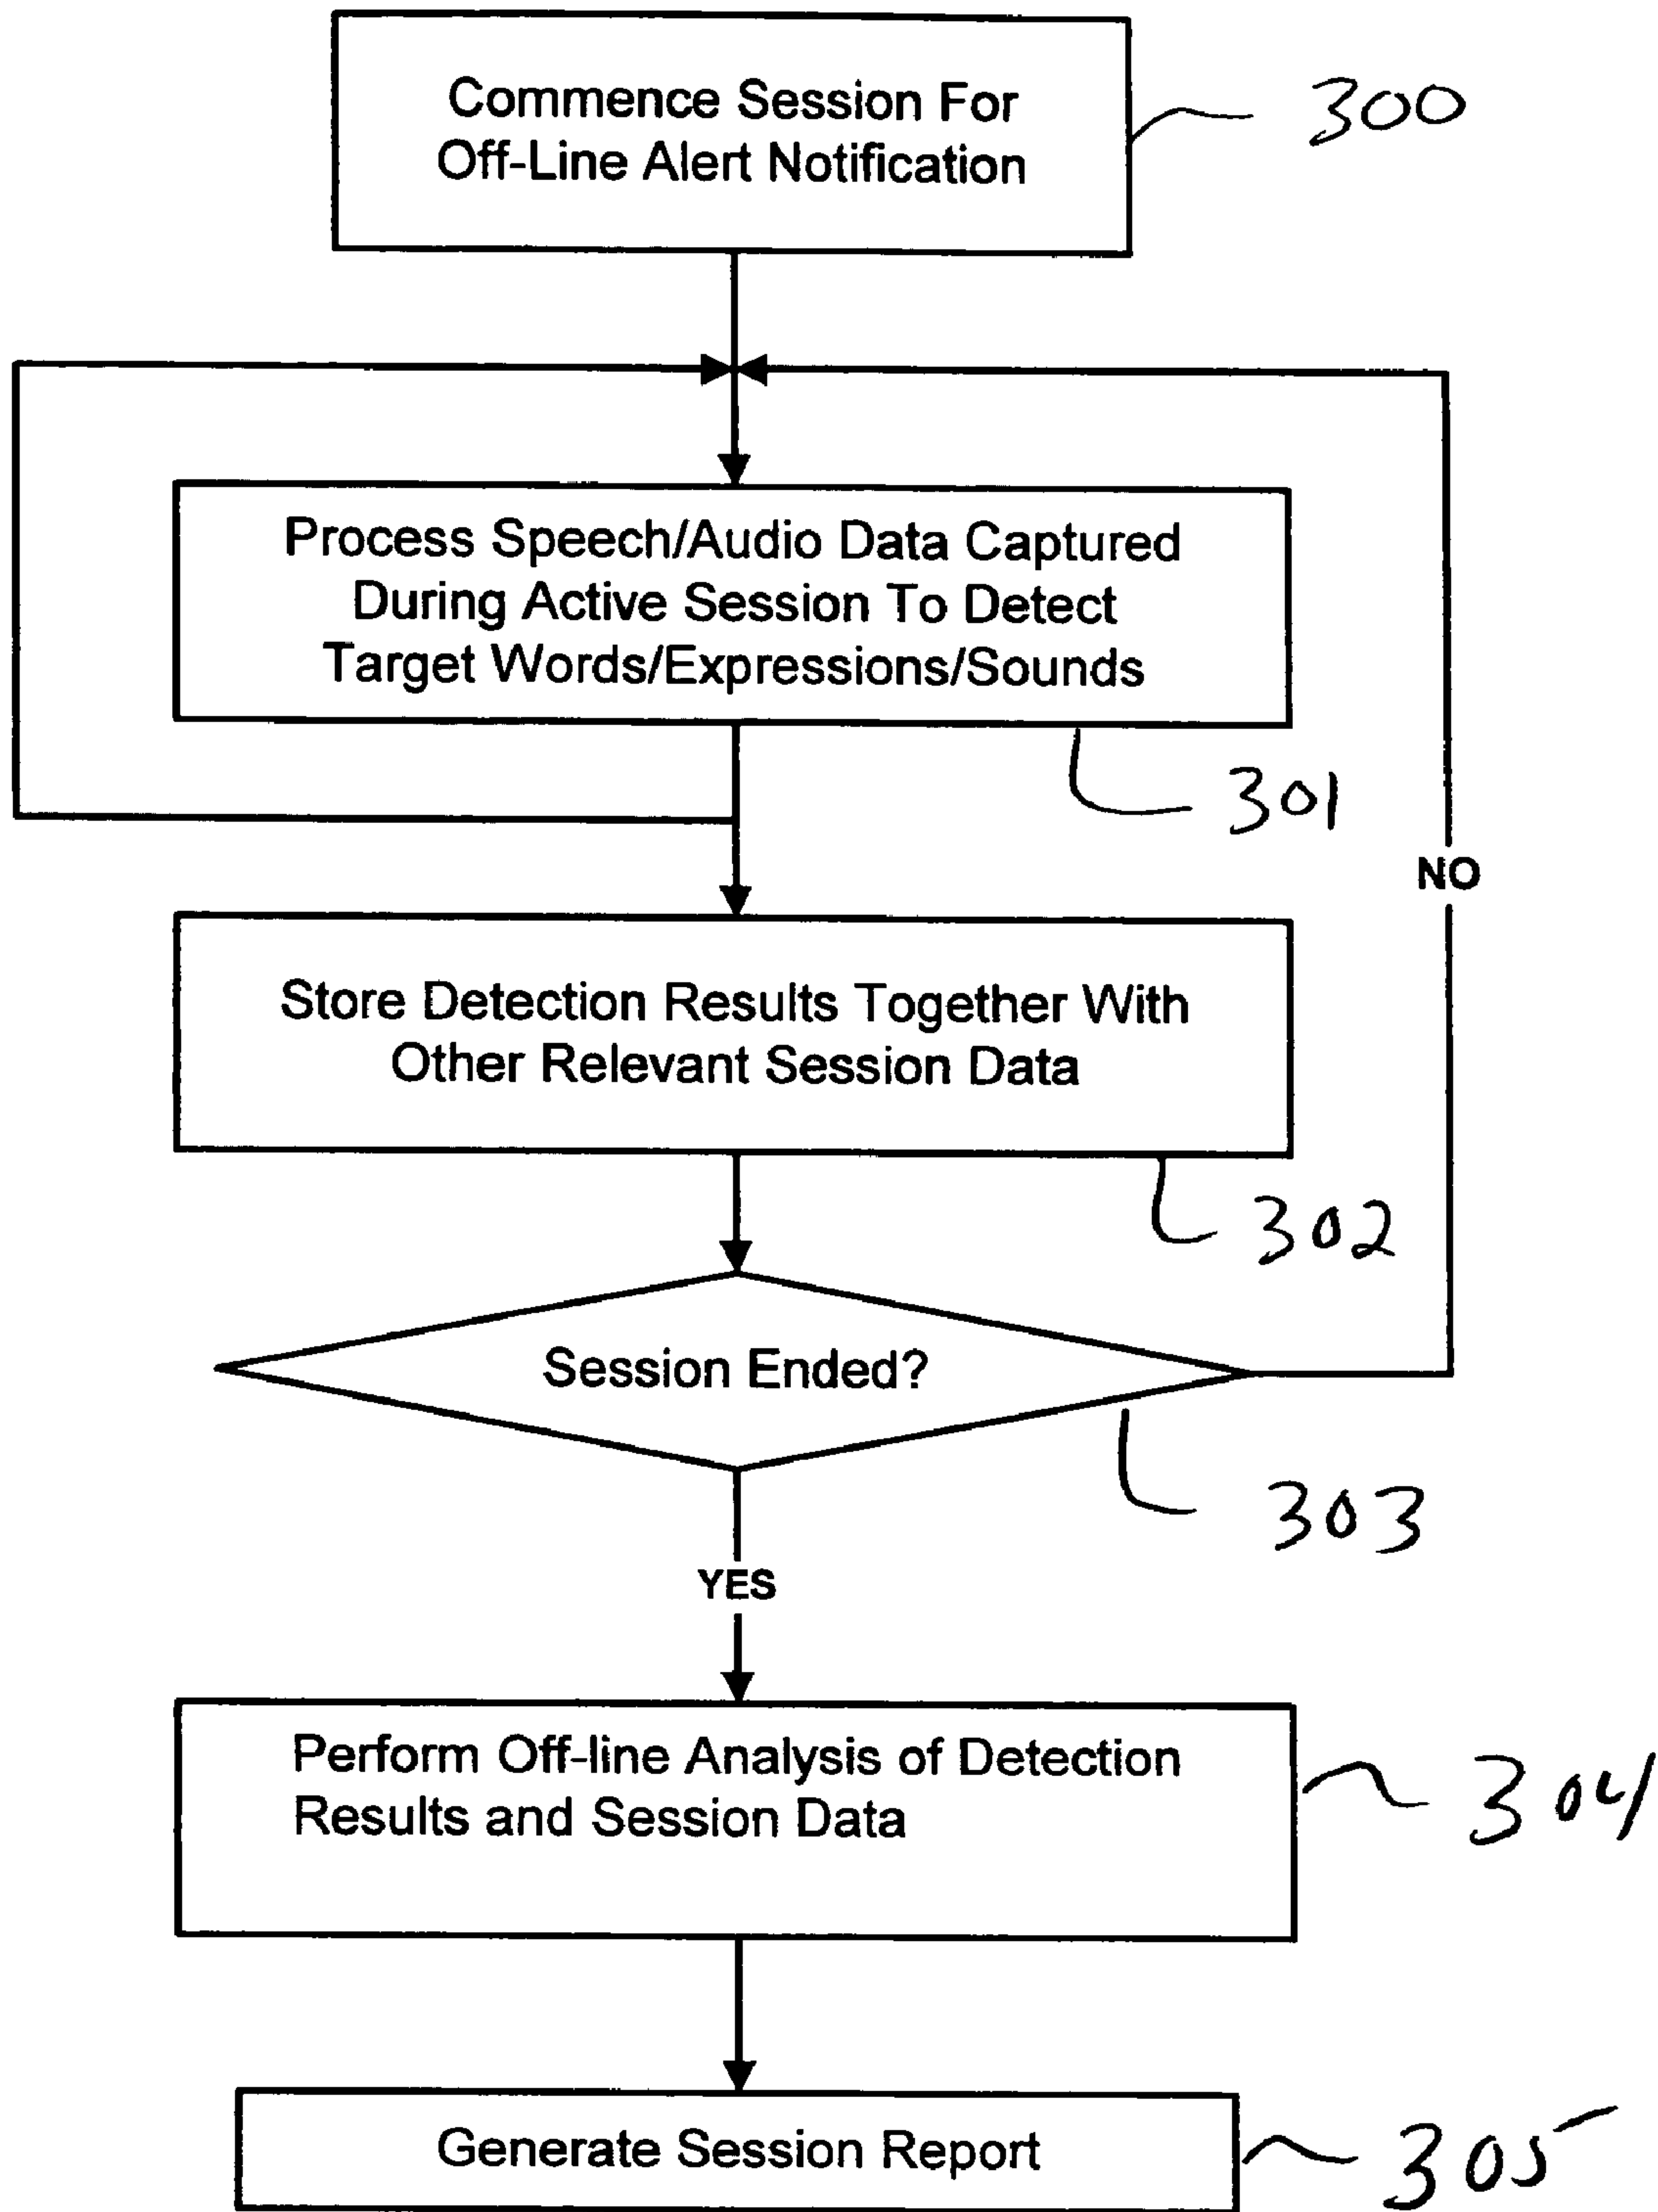 Commence Session For
Off-Line Alert Notification
300
Process Speech/Audio Data Captured
During Active Session To Detect
Target Words/Expressions/Sounds
301
NO
Store Detection Results Together With
Other Relevant Session Data
302
Session Ended?
303
YES
Perform Off-line Analysis of Detection
Results and Session Data
304
Generate Session Report
305